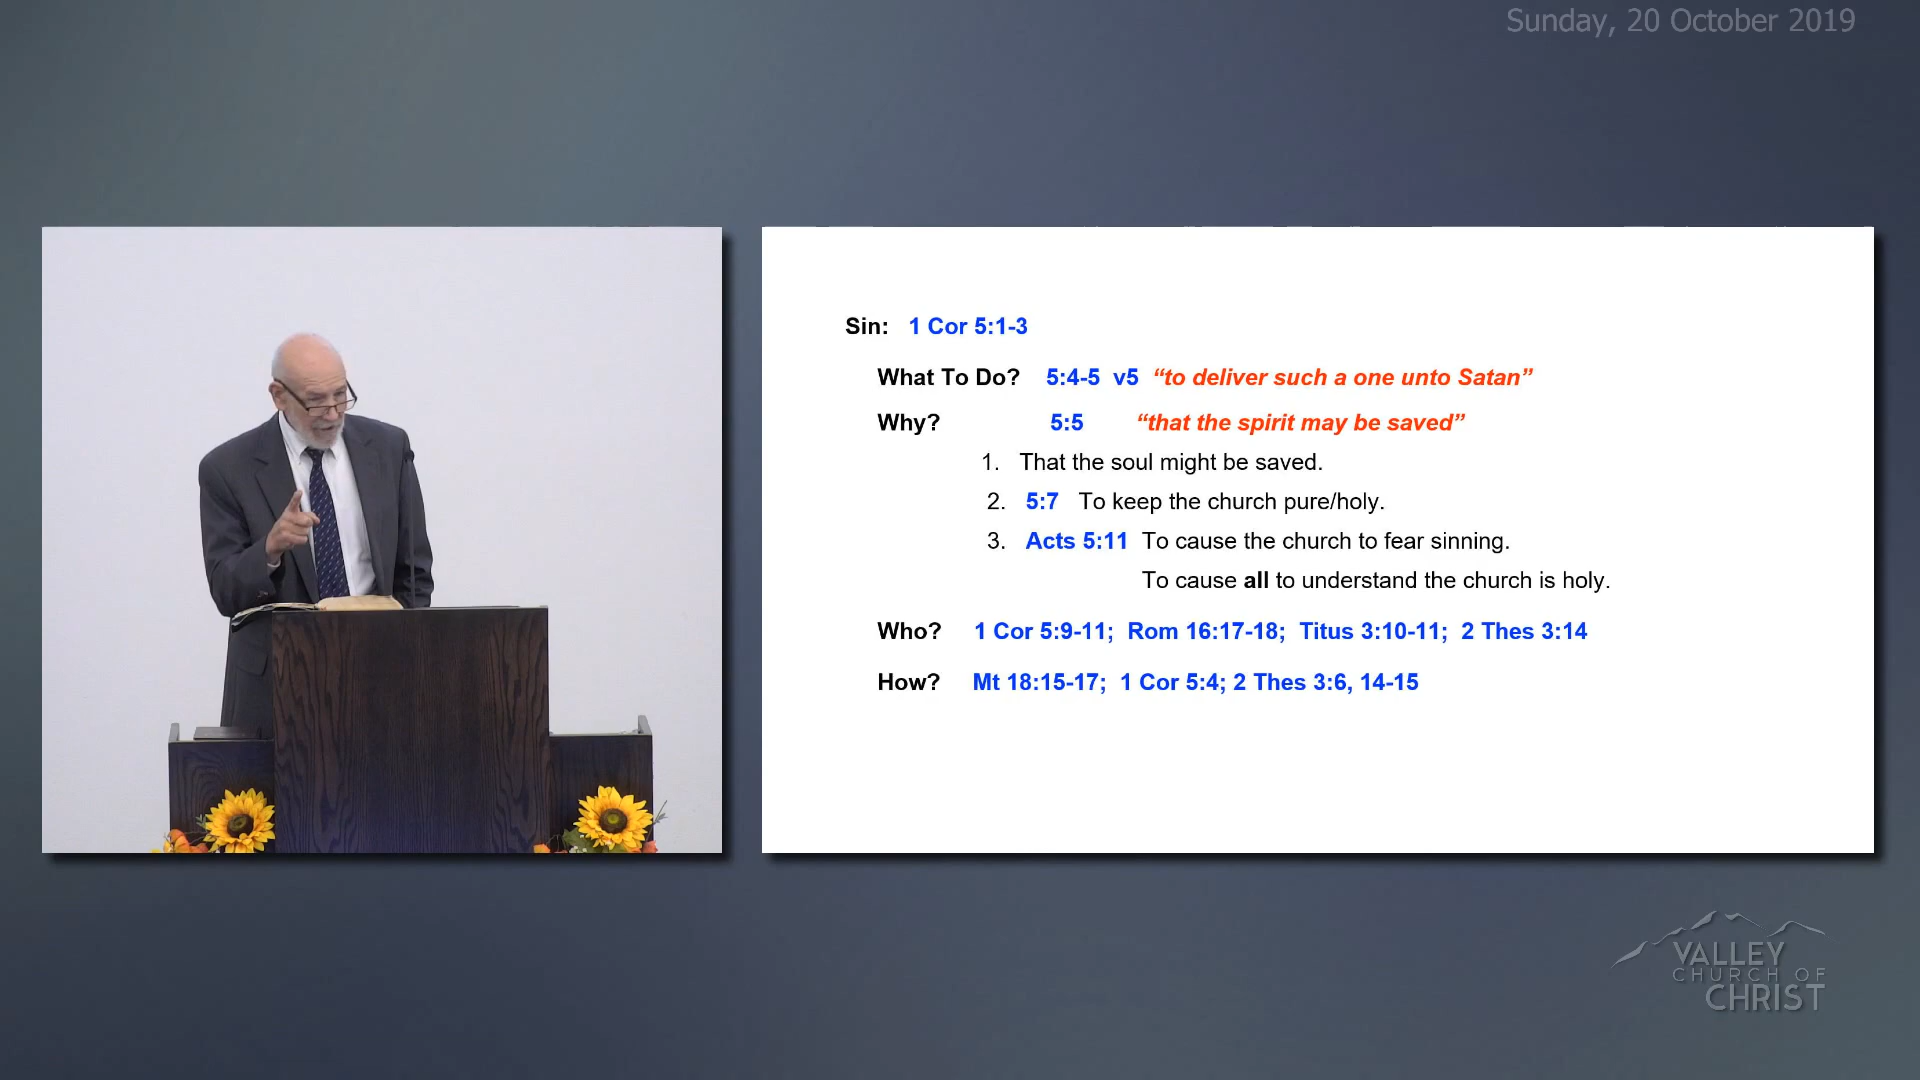 Sunday, 20 October 2019
Sin: 1 Cor 5:1-3
What To Do? 5:4-5 v5 “to deliver such a one unto Satan”
Why? 5:5 “that the spirit may be saved”
1. That the soul might be saved.
2. 5:7 To keep the church pure/holy.
3. Acts 5:11 To cause the church to fear sinning.
To cause all to understand the church is holy.
Who? 1 Cor 5:9-11; Rom 16:17-18; Titus 3:10-11; 2 Thes 3:14
How? Mt 18:15-17; 1 Cor 5:4; 2 Thes 3:6, 14-15
VALLEY
CHURCH OF
CHRIST